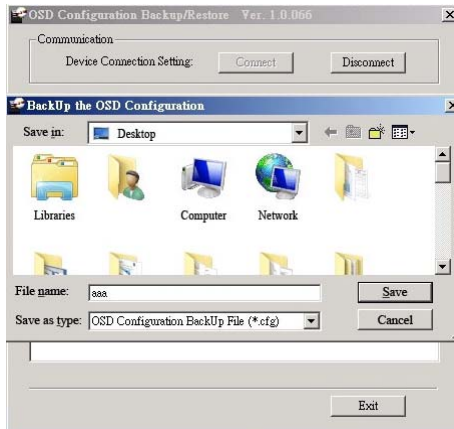 OSD Configuration Backup/Restore Ver. 1.0.066
Communication
Device Connection Setting: Connect Disconnect
BackUp the OSD Configuration
Save in: Desktop
Libraries Computer Network
File name: aaa Save
Save as type: OSD Configuration BackUp File (*.cfg) Cancel
Exit